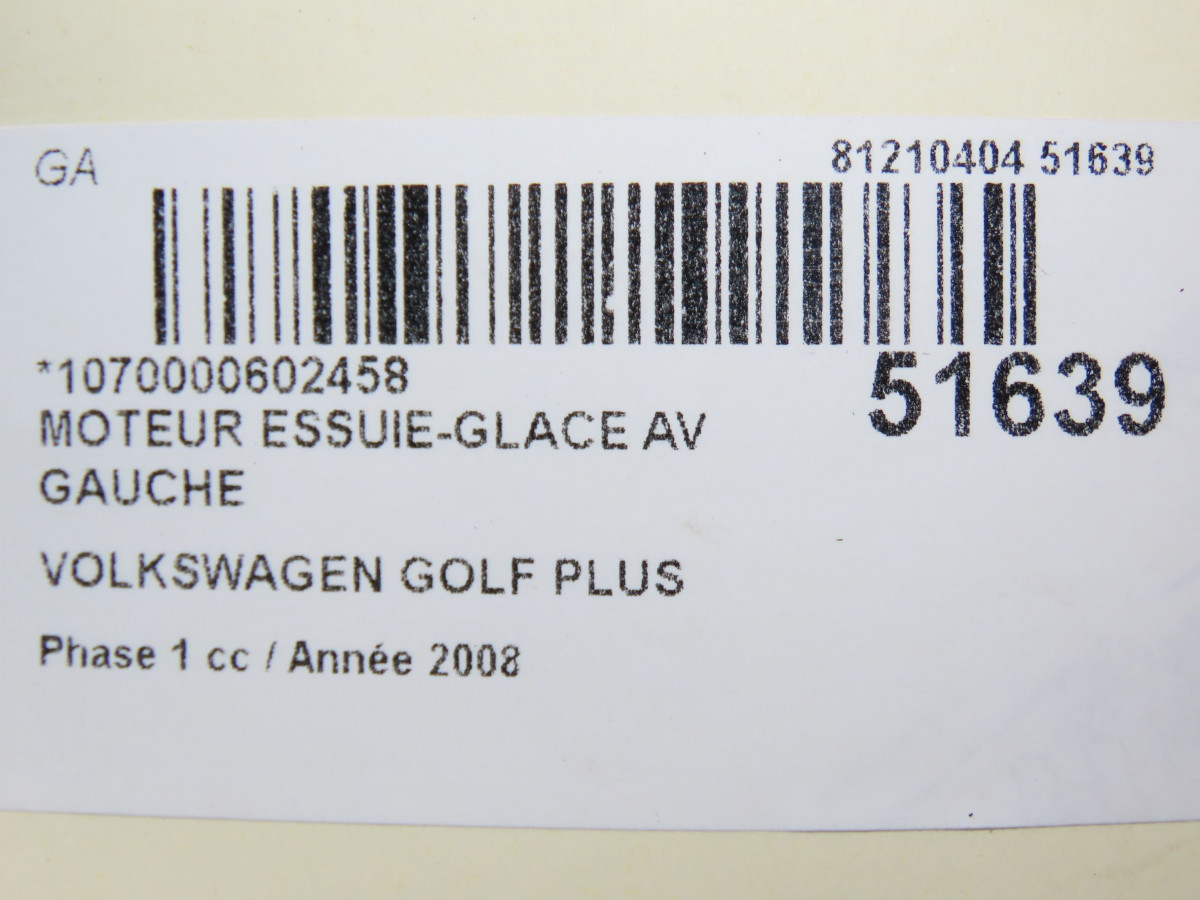 GA
81210404 51639
*1070000602458
51639
MOTEUR ESSUIE-GLACE AV
GAUCHE
VOLKSWAGEN GOLF PLUS
Phase 1 cc / Année 2008